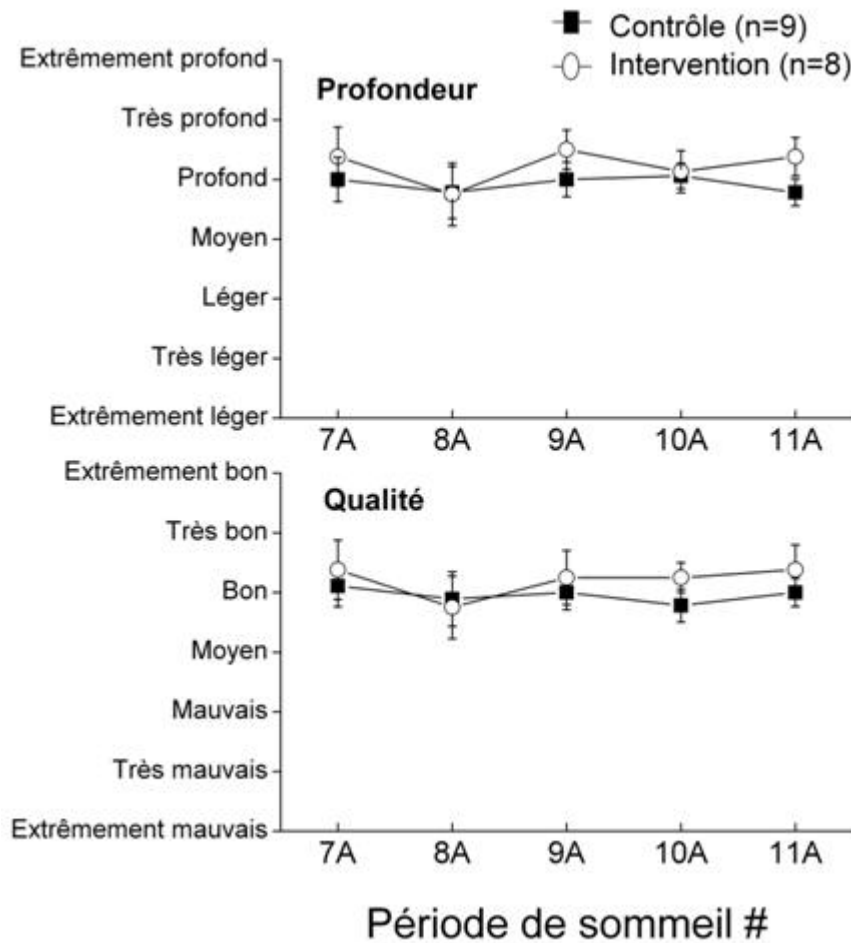 Contrôle (n=9)
Intervention (n=8)
Profondeur
Extrêmement profond
Très profond
Profond
Moyen
Léger
Très léger
Extrêmement léger
7A 8A 9A 10A 11A
Qualité
Extrêmement bon
Très bon
Bon
Moyen
Mauvais
Très mauvais
Extrêmement mauvais
7A 8A 9A 10A 11A
Période de sommeil #